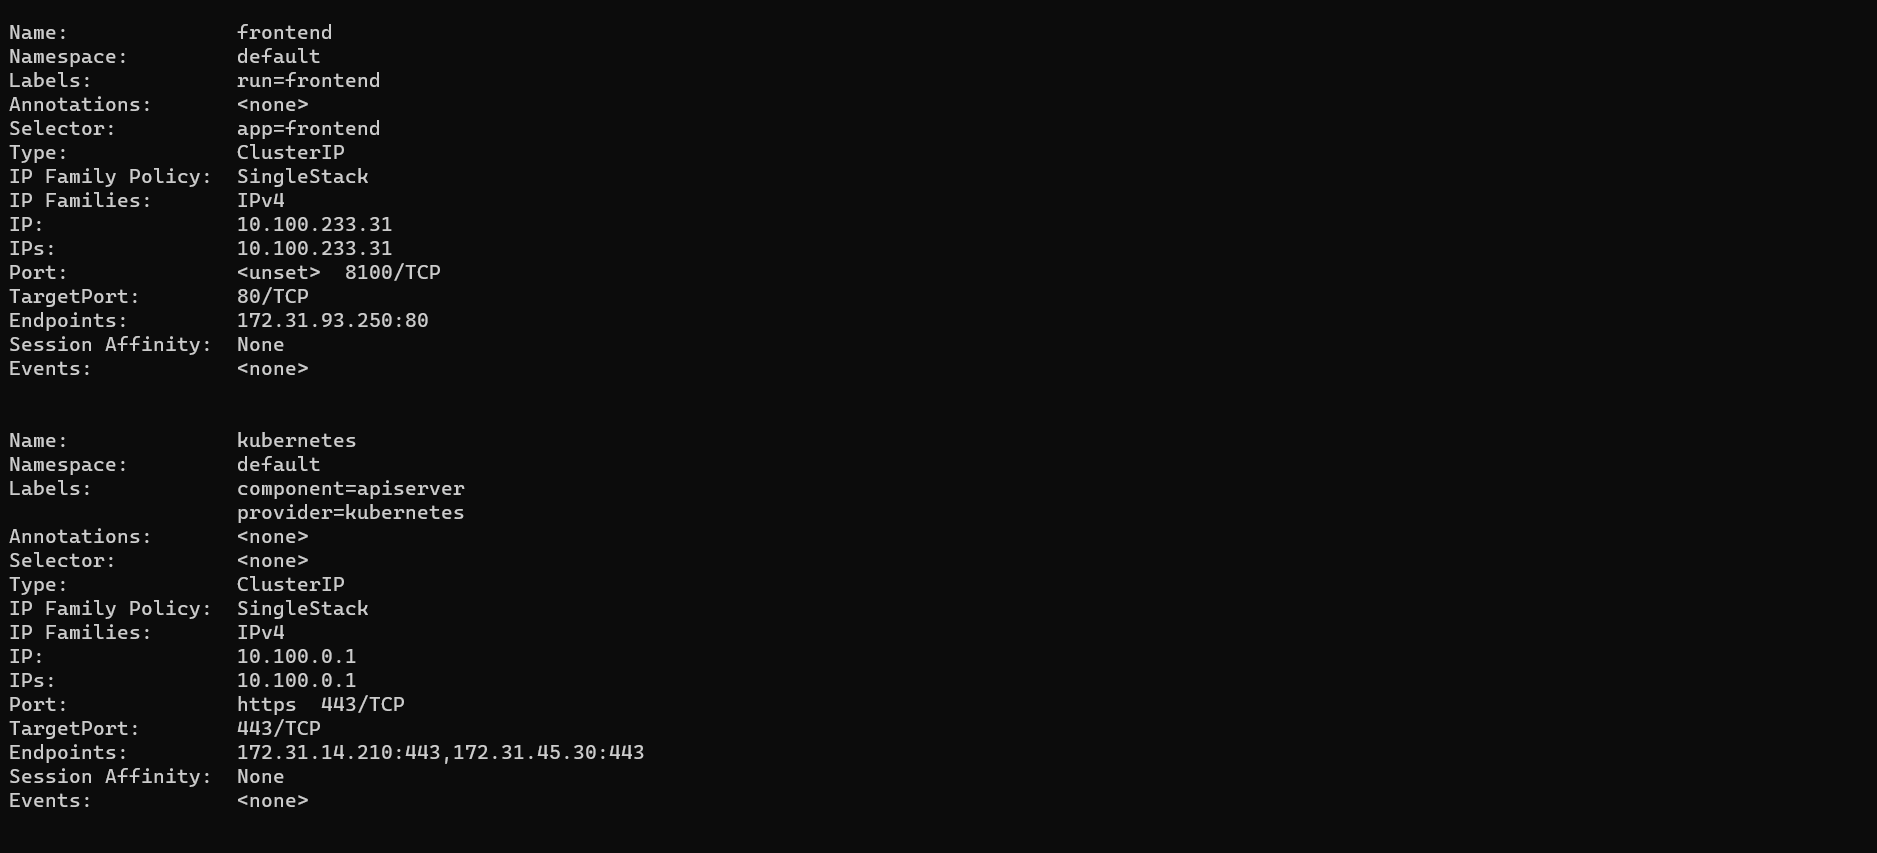 Name:              frontend
Namespace:         default
Labels:            run=frontend
Annotations:       <none>
Selector:          app=frontend
Type:              ClusterIP
IP Family Policy:  SingleStack
IP Families:       IPv4
IP:                10.100.233.31
IPs:               10.100.233.31
Port:              <unset>  8100/TCP
TargetPort:        80/TCP
Endpoints:         172.31.93.250:80
Session Affinity:  None
Events:            <none>
Name:              kubernetes
Namespace:         default
Labels:            component=apiserver
                   provider=kubernetes
Annotations:       <none>
Selector:          <none>
Type:              ClusterIP
IP Family Policy:  SingleStack
IP Families:       IPv4
IP:                10.100.0.1
IPs:               10.100.0.1
Port:              https  443/TCP
TargetPort:        443/TCP
Endpoints:         172.31.14.210:443,172.31.45.30:443
Session Affinity:  None
Events:            <none>